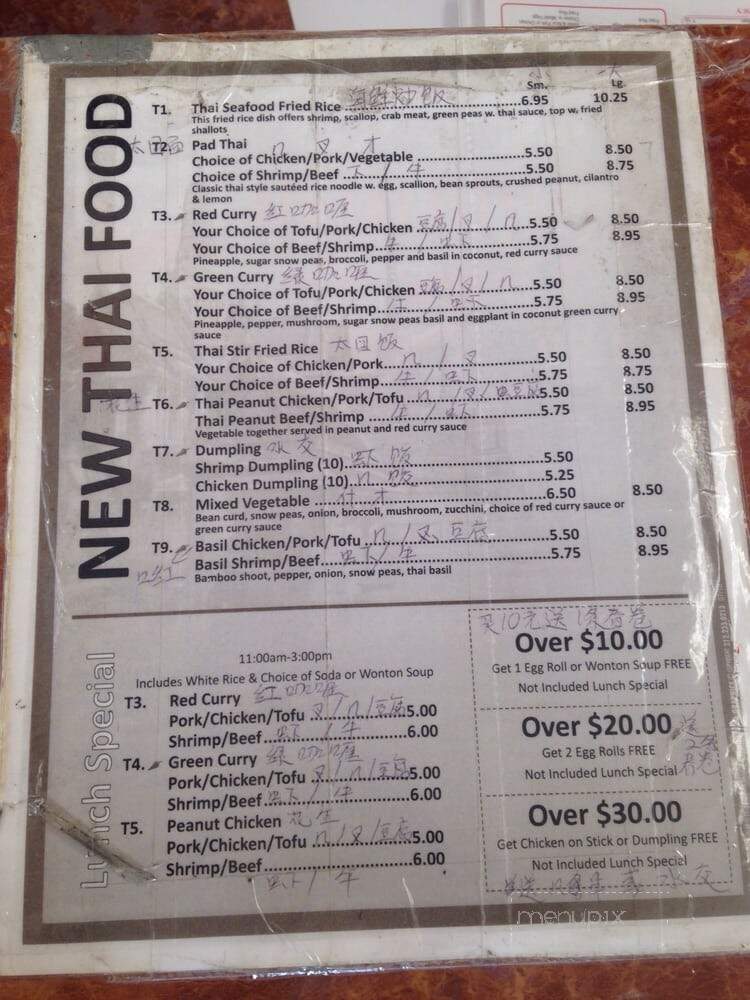 NEW THAI FOOD
Sm. Lg.
T1. Thai Seafood Fried Rice 海鲜炒饭 6.95 10.25
This fried rice dish offers shrimp, scallop, crab meat, green peas w. thai sauce, top w. fried
shallots
T2. Pad Thai
Choice of Chicken/Pork/Vegetable 5.50 8.50
Choice of Shrimp/Beef 5.50 8.75
Classic thai style sautéed rice noodle w. egg, scallion, bean sprouts, crushed peanut, cilantro
& lemon
T3. Red Curry 红咖喱
Your Choice of Tofu/Pork/Chicken 5.50 8.50
Your Choice of Beef/Shrimp 5.75 8.95
Pineapple, sugar snow peas, broccoli, pepper and basil in coconut, red curry sauce
T4. Green Curry 绿咖喱
Your Choice of Tofu/Pork/Chicken 5.50 8.50
Your Choice of Beef/Shrimp 5.75 8.95
Pineapple, pepper, mushroom, sugar snow peas basil and eggplant in coconut green curry
sauce
T5. Thai Stir Fried Rice
Your Choice of Chicken/Pork 5.50 8.50
Your Choice of Beef/Shrimp 5.75 8.75
花生 T6. Thai Peanut Chicken/Pork/Tofu 5.50 8.50
Thai Peanut Beef/Shrimp 5.75 8.95
Vegetable together served in peanut and red curry sauce
T7. Dumpling 水交
Shrimp Dumpling (10) 5.50
Chicken Dumpling (10) 5.25
T8. Mixed Vegetable 6.50 8.50
Bean curd, snow peas, onion, broccoli, mushroom, zucchini, choice of red curry sauce or
green curry sauce
T9. Basil Chicken/Pork/Tofu 5.50 8.50
Basil Shrimp/Beef 5.75 8.95
Bamboo shoot, pepper, onion, snow peas, thai basil
Lunch Special
11:00am-3:00pm
Includes White Rice & Choice of Soda or Wonton Soup
T3. Red Curry 红咖喱
Pork/Chicken/Tofu 5.00
Shrimp/Beef 6.00
T4. Green Curry 绿咖喱
Pork/Chicken/Tofu 5.00
Shrimp/Beef 6.00
T5. Peanut Chicken 花生
Pork/Chicken/Tofu 5.00
Shrimp/Beef 6.00
Over $10.00
Get 1 Egg Roll or Wonton Soup FREE
Not Included Lunch Special
Over $20.00
Get 2 Egg Rolls FREE
Not Included Lunch Special
Over $30.00
Get Chicken on Stick or Dumpling FREE
Not Included Lunch Special
menupix